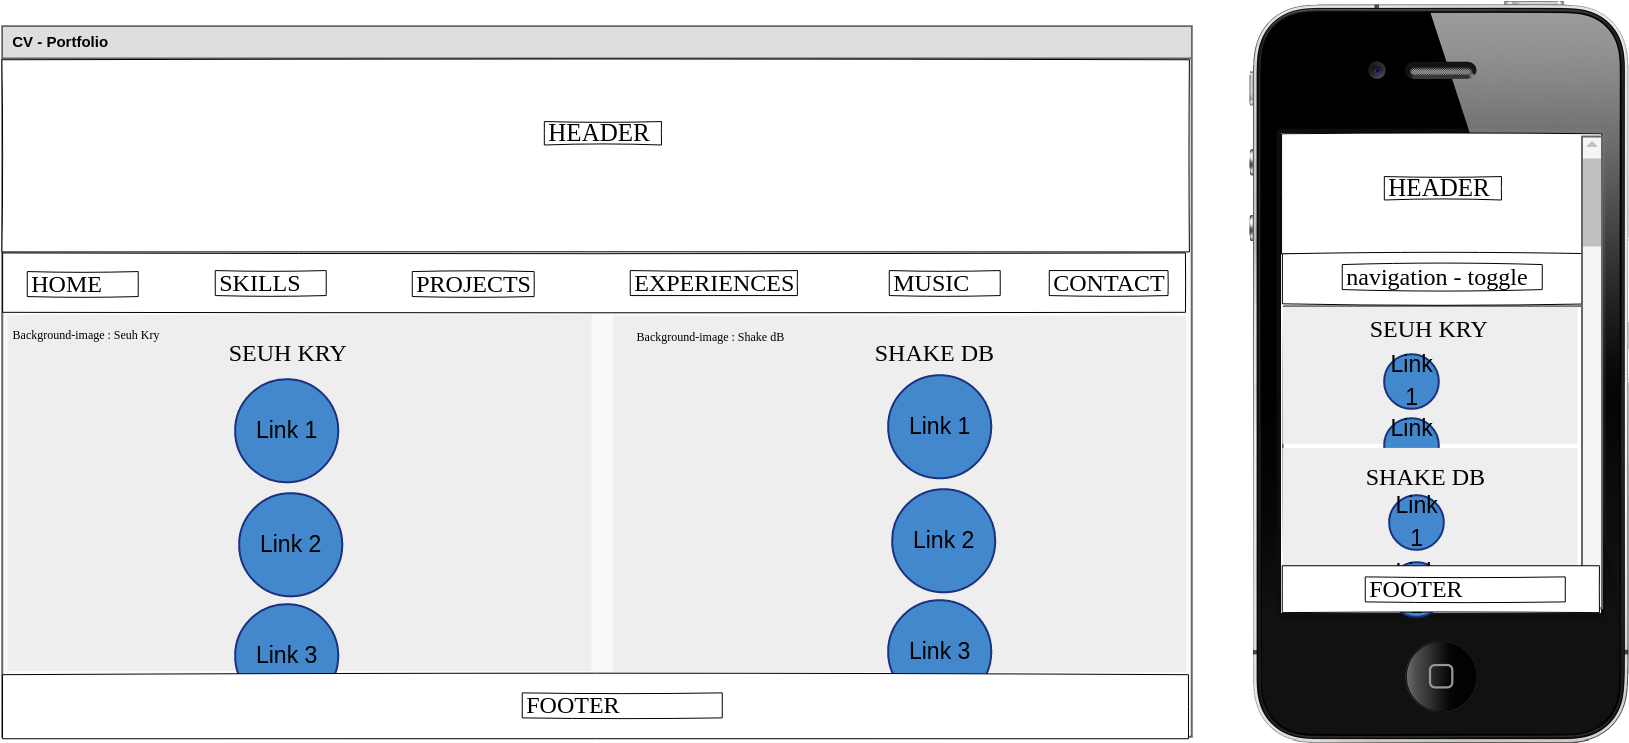 CV - Portfolio
HEADER
HOME
SKILLS
PROJECTS
EXPERIENCES
MUSIC
CONTACT
Background-image : Seuh Kry
SEUH KRY
Link 1
Link 2
Link 3
Background-image : Shake dB
SHAKE DB
Link 1
Link 2
Link 3
FOOTER
HEADER
navigation - toggle
SEUH KRY
Link
1
Link
SHAKE DB
Link
1
FOOTER